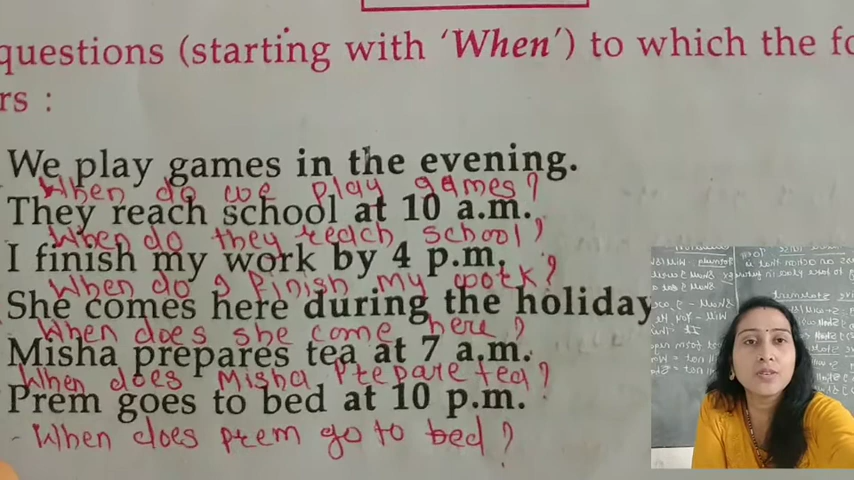 questions (starting with 'When') to which the fo
rs :
We play games in the evening.
When do we play games?
They reach school at 10 a.m.
When do they reach school?
I finish my work by 4 p.m.
When do I finish my work?
She comes here during the holiday
When does she come here?
Misha prepares tea at 7 a.m.
When does Misha prepare tea?
Prem goes to bed at 10 p.m.
- When does prem go to bed?